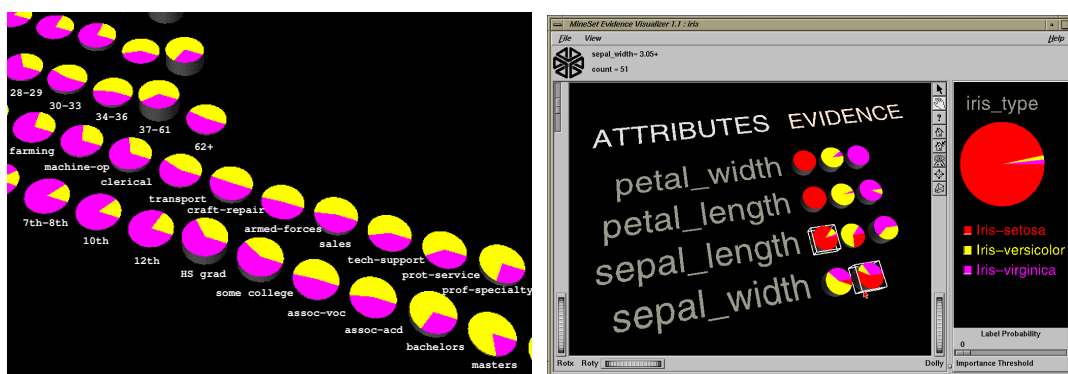 28-29
30-33
34-36
37-61
62+
farming
machine-op
clerical
transport
craft-repair
armed-forces
sales
tech-support
prot-service
prof-specialty
7th-8th
10th
12th
HS grad
some college
assoc-voc
assoc-acd
bachelors
masters
MineSet Evidence Visualizer 1.1 : iris
File View Help
sepal_width= 3.05+
count = 51
ATTRIBUTES EVIDENCE
petal_width
petal_length
sepal_length
sepal_width
?
iris_type
Iris-setosa
Iris-versicolor
Iris-virginica
Label Probability
0
Importance Threshold
Rotx Roty Dolly